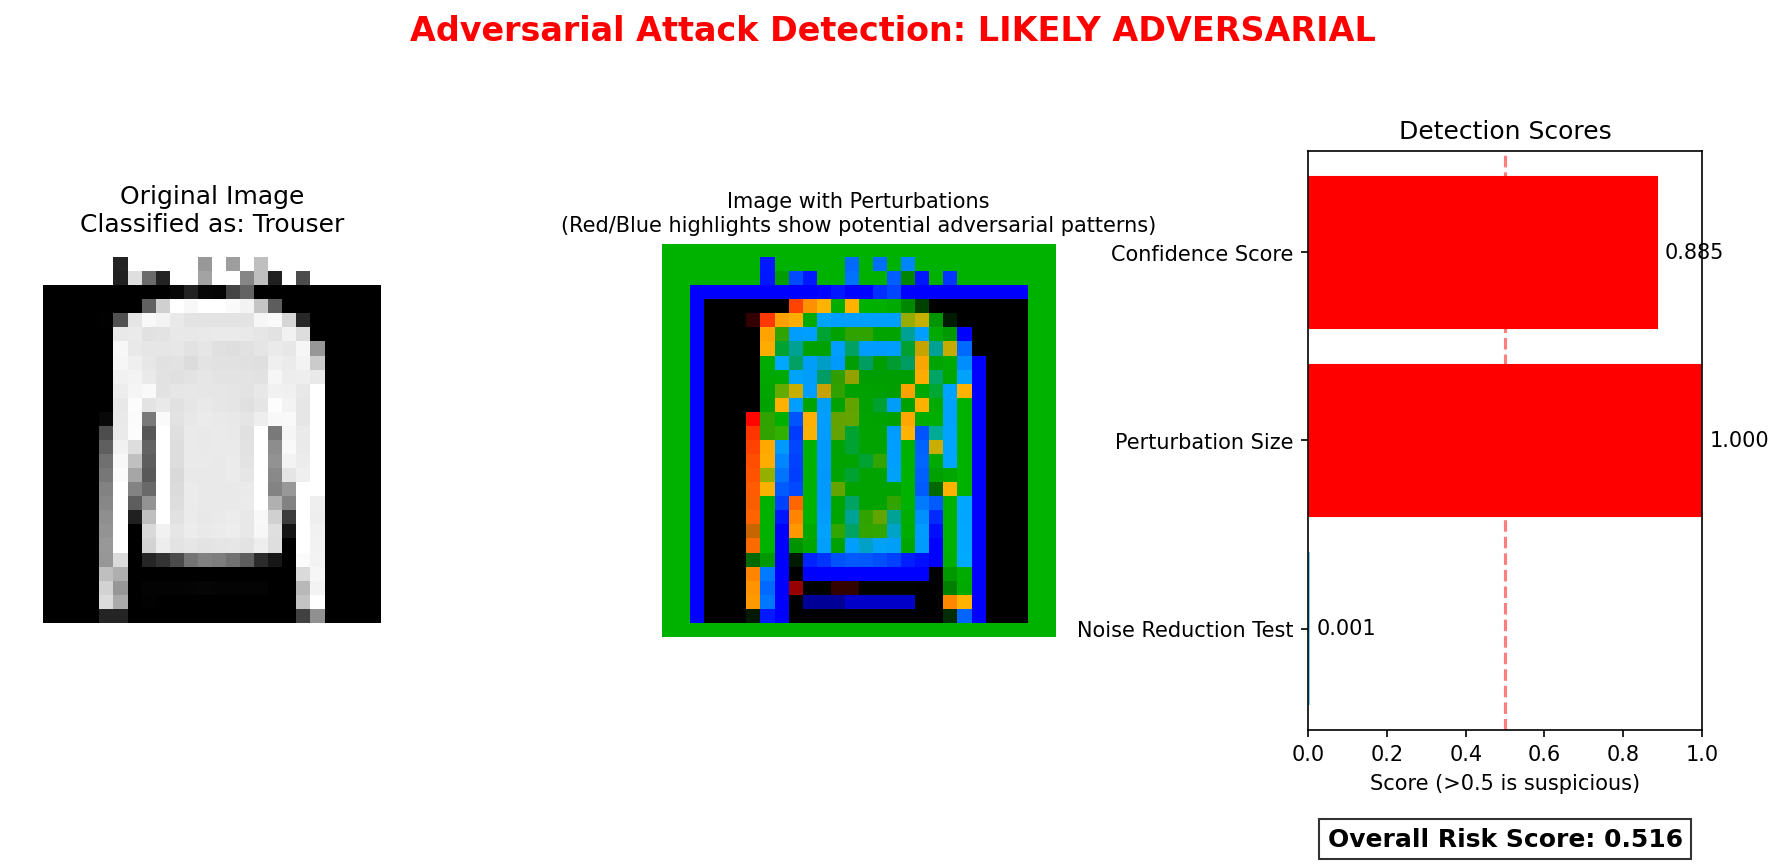 Adversarial Attack Detection: LIKELY ADVERSARIAL
Original Image
Classified as: Trouser
Image with Perturbations
(Red/Blue highlights show potential adversarial patterns)
Detection Scores
Confidence Score
0.885
Perturbation Size
1.000
Noise Reduction Test
0.001
0.0 0.2 0.4 0.6 0.8 1.0
Score (>0.5 is suspicious)
Overall Risk Score: 0.516